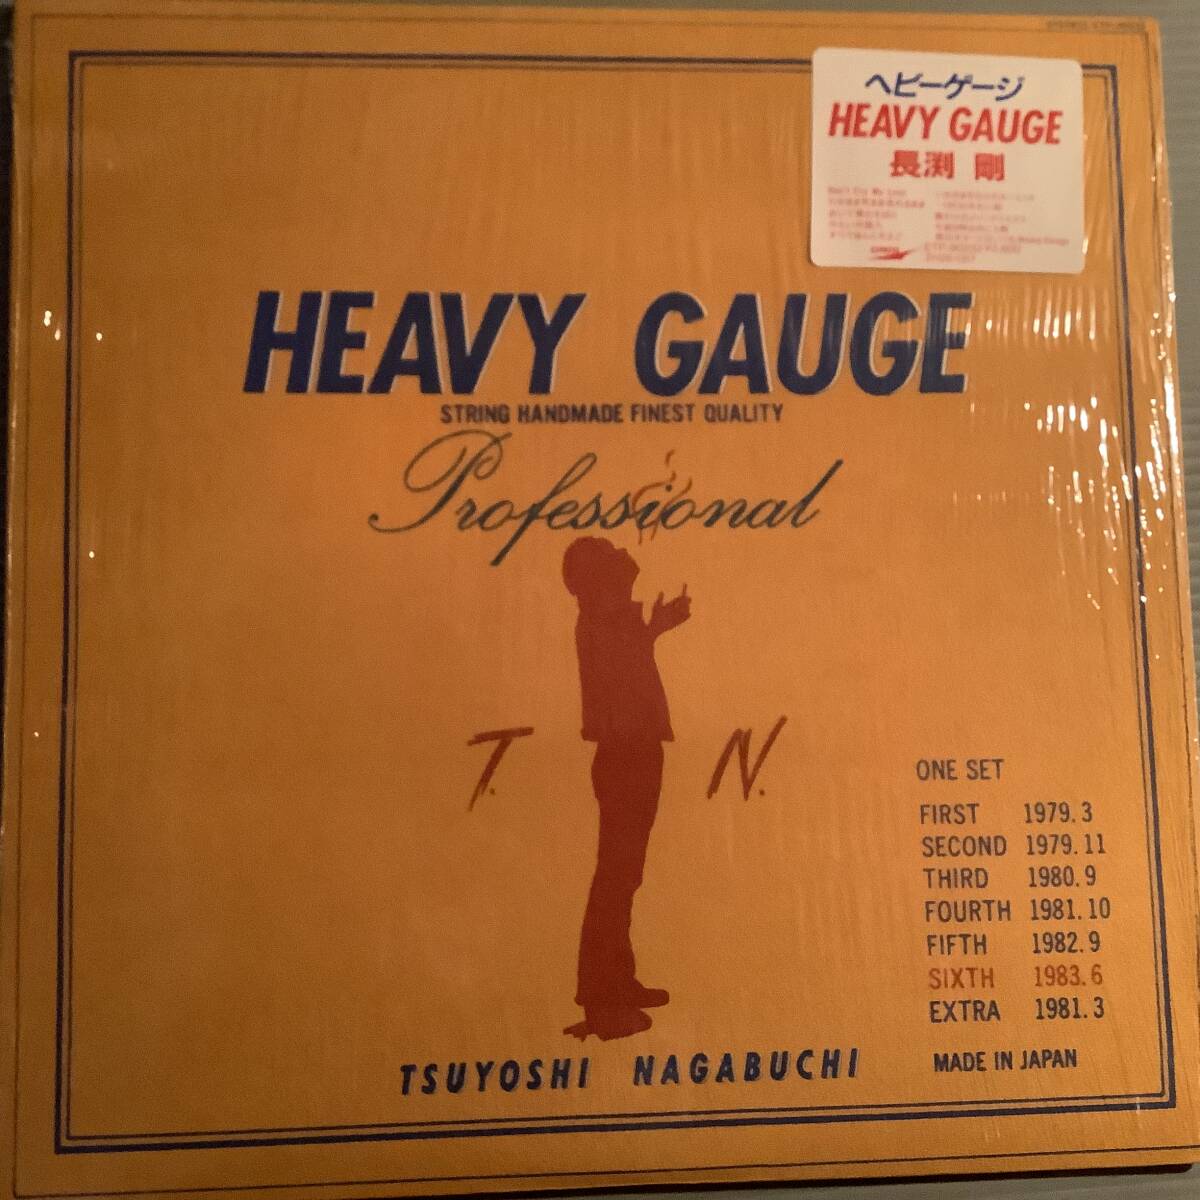 ヘビーゲージ
HEAVY GAUGE
長渕 剛
HEAVY GAUGE
STRING HANDMADE FINEST QUALITY
Professional
T. N.
ONE SET
FIRST 1979.3
SECOND 1979.11
THIRD 1980.9
FOURTH 1981.10
FIFTH 1982.9
SIXTH 1983.6
EXTRA 1981.3
TSUYOSHI NAGABUCHI
MADE IN JAPAN